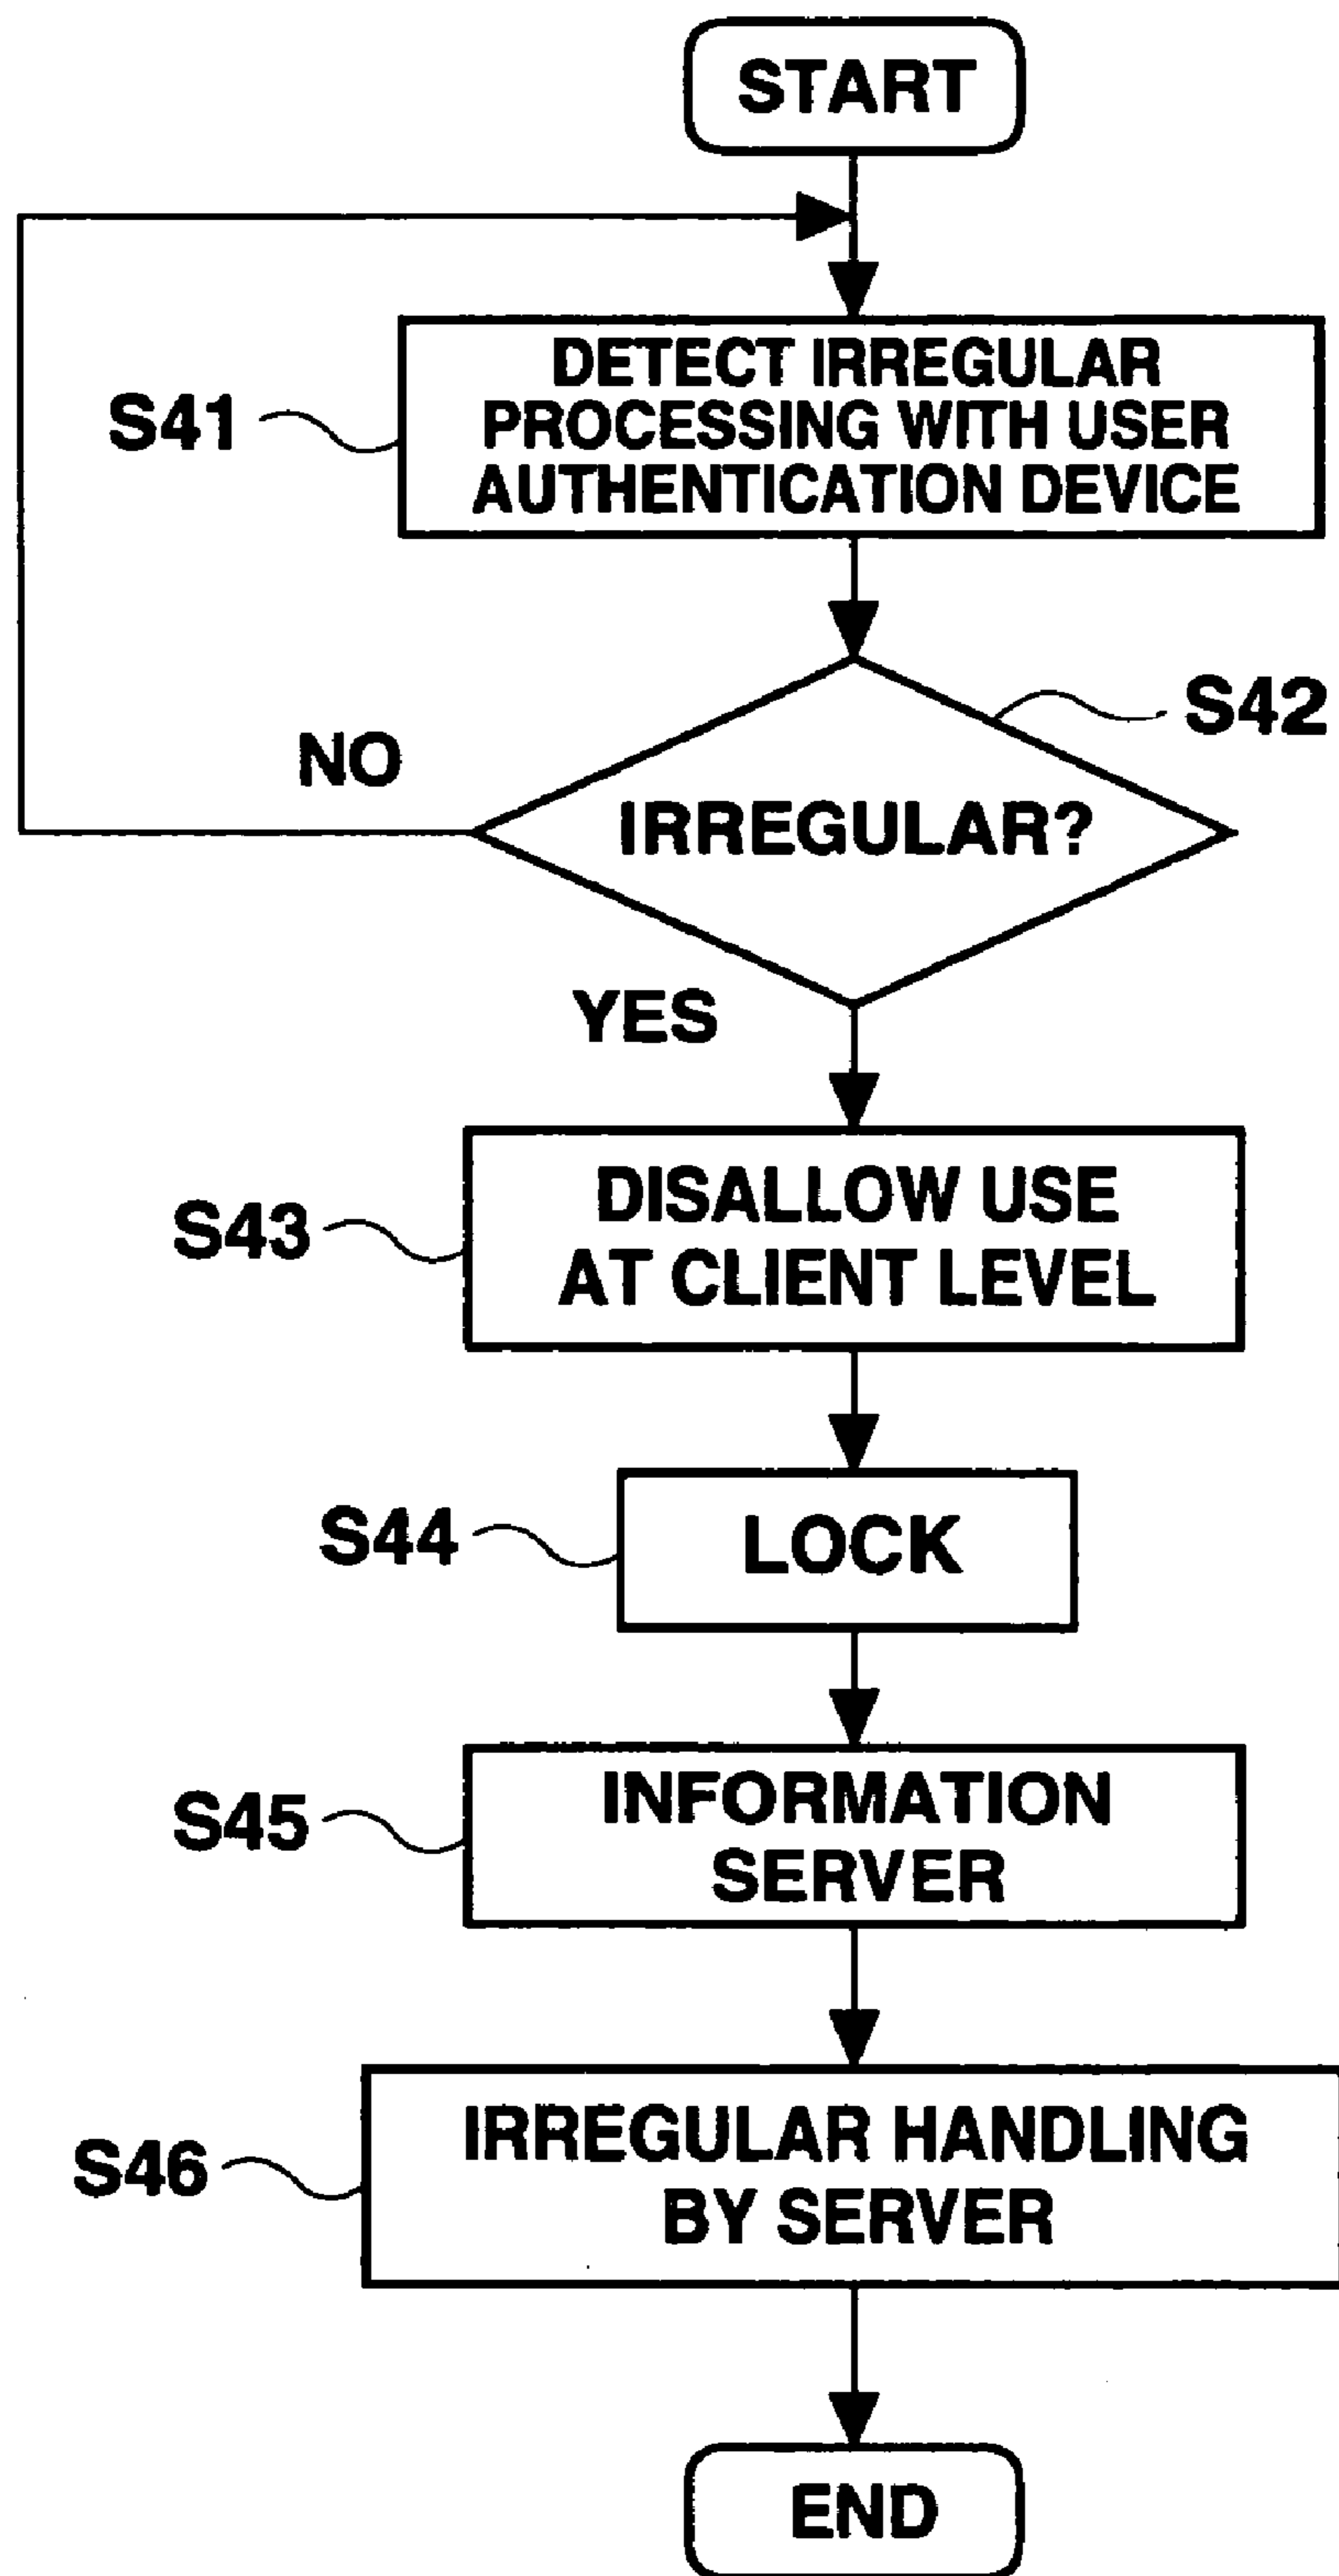 START
DETECT IRREGULAR
PROCESSING WITH USER
AUTHENTICATION DEVICE
S41
S42
NO
IRREGULAR?
YES
S43
DISALLOW USE
AT CLIENT LEVEL
S44
LOCK
S45
INFORMATION
SERVER
S46
IRREGULAR HANDLING
BY SERVER
END